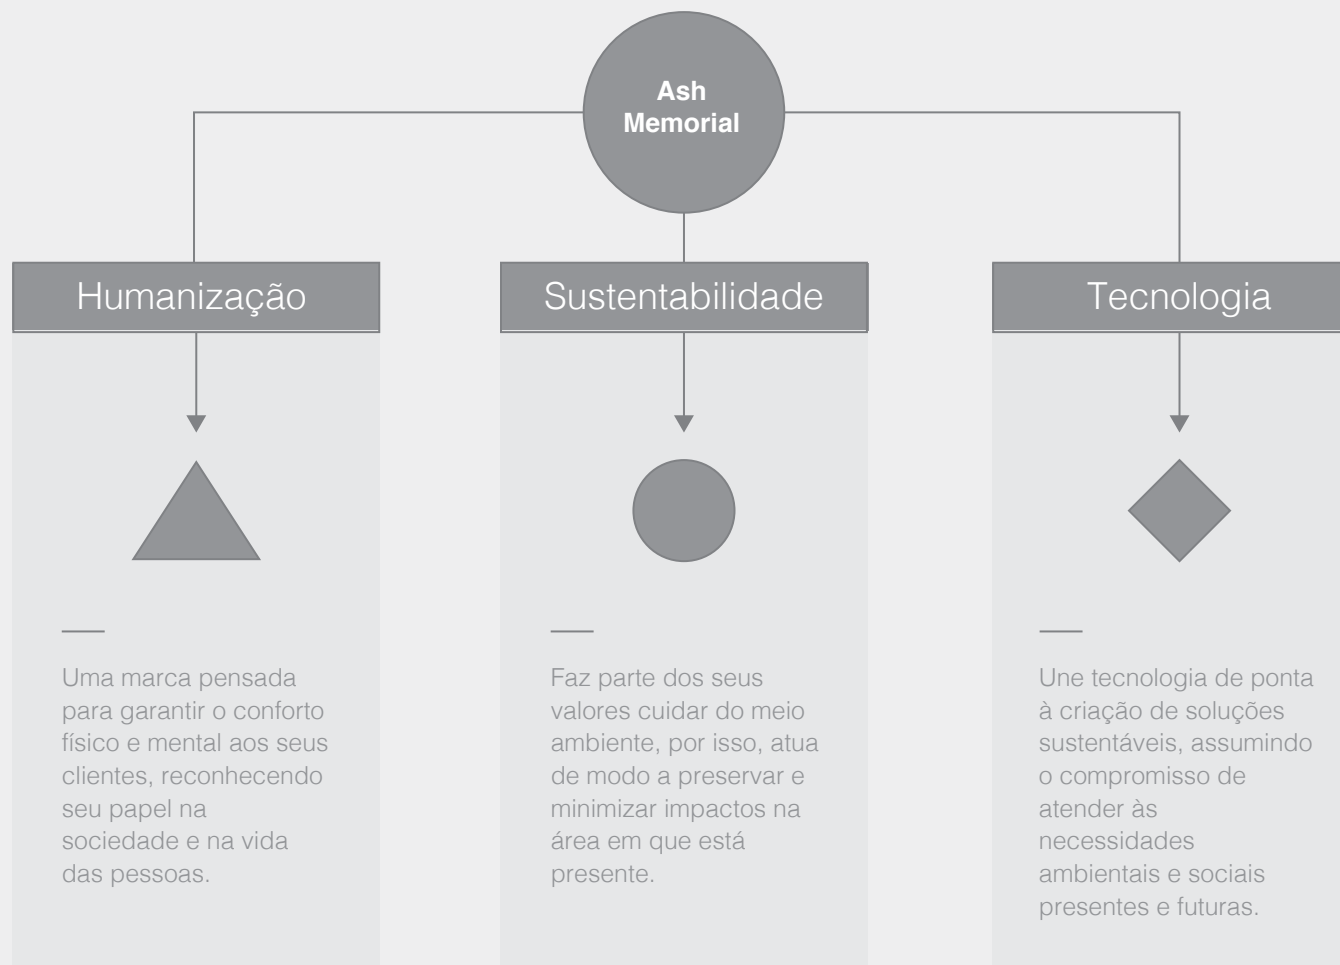 Ash
Memorial
Humanização
Sustentabilidade
Tecnologia
Uma marca pensada
para garantir o conforto
físico e mental aos seus
clientes, reconhecendo
seu papel na
sociedade e na vida
das pessoas.
Faz parte dos seus
valores cuidar do meio
ambiente, por isso, atua
de modo a preservar e
minimizar impactos na
área em que está
presente.
Une tecnologia de ponta
à criação de soluções
sustentáveis, assumindo
o compromisso de
atender às
necessidades
ambientais e sociais
presentes e futuras.